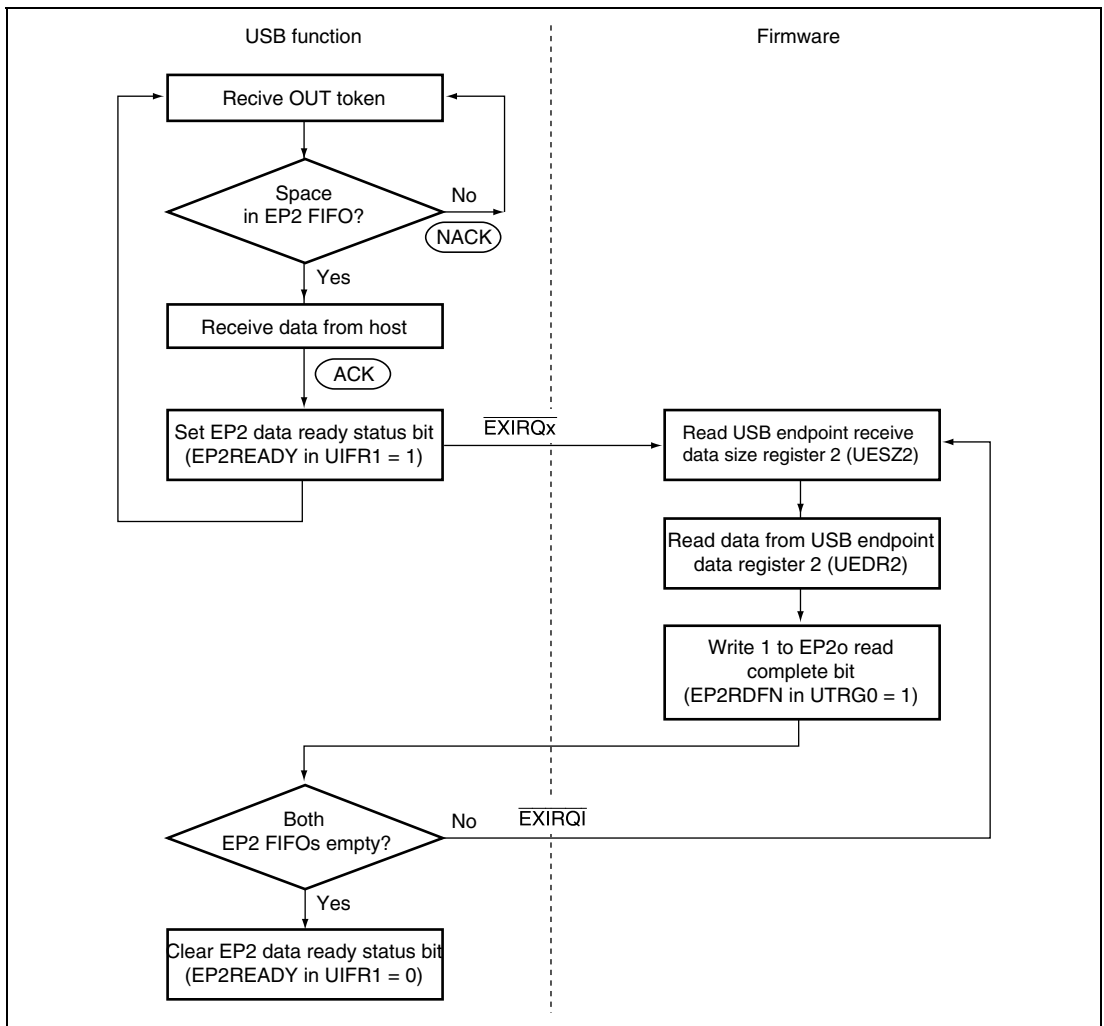 USB function
Firmware
Recive OUT token
Space
in EP2 FIFO?
No
NACK
Yes
Receive data from host
ACK
Set EP2 data ready status bit
(EP2READY in UIFR1 = 1)
EXIRQx
Read USB endpoint receive
data size register 2 (UESZ2)
Read data from USB endpoint
data register 2 (UEDR2)
Write 1 to EP2o read
complete bit
(EP2RDFN in UTRG0 = 1)
Both
EP2 FIFOs empty?
No
EXIRQI
Yes
Clear EP2 data ready status bit
(EP2READY in UIFR1 = 0)